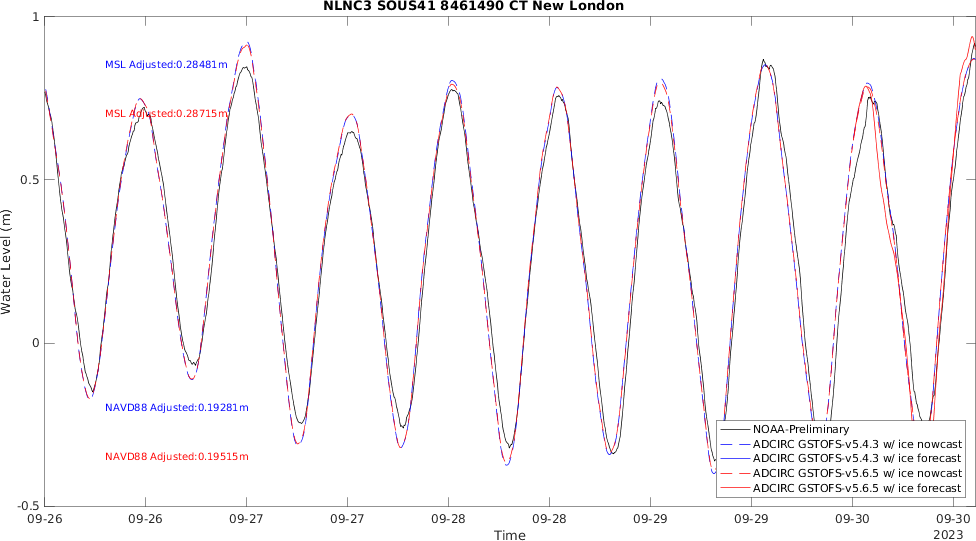 NLNC3 SOUS41 8461490 CT New London
1
MSL Adjusted:0.28481m
MSL Adjusted:0.28715m
0.5
Water Level (m)
0
NAVD88 Adjusted:0.19281m
NAVD88 Adjusted:0.19515m
NOAA-Preliminary
ADCIRC GSTOFS-v5.4.3 w/ ice nowcast
ADCIRC GSTOFS-v5.4.3 w/ ice forecast
ADCIRC GSTOFS-v5.6.5 w/ ice nowcast
ADCIRC GSTOFS-v5.6.5 w/ ice forecast
-0.5
09-26 09-26 09-27 09-27 09-28 09-28 09-29 09-29 09-30 09-30
Time 2023